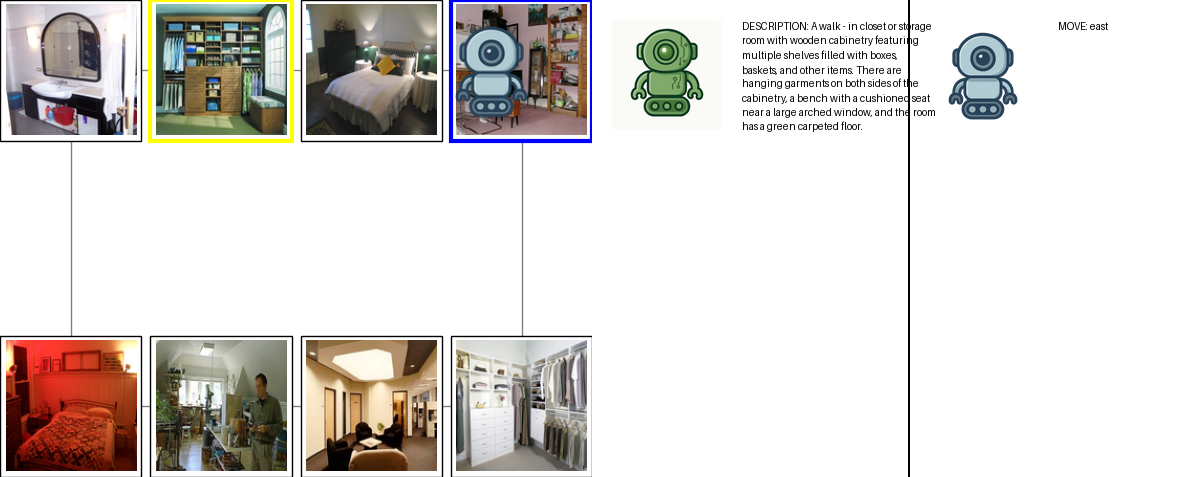 DESCRIPTION: A walk - in closet or storage
room with wooden cabinetry featuring
multiple shelves filled with boxes,
baskets, and other items. There are
hanging garments on both sides of the
cabinetry, a bench with a cushioned seat
near a large arched window, and the room
has a green carpeted floor.
MOVE: east